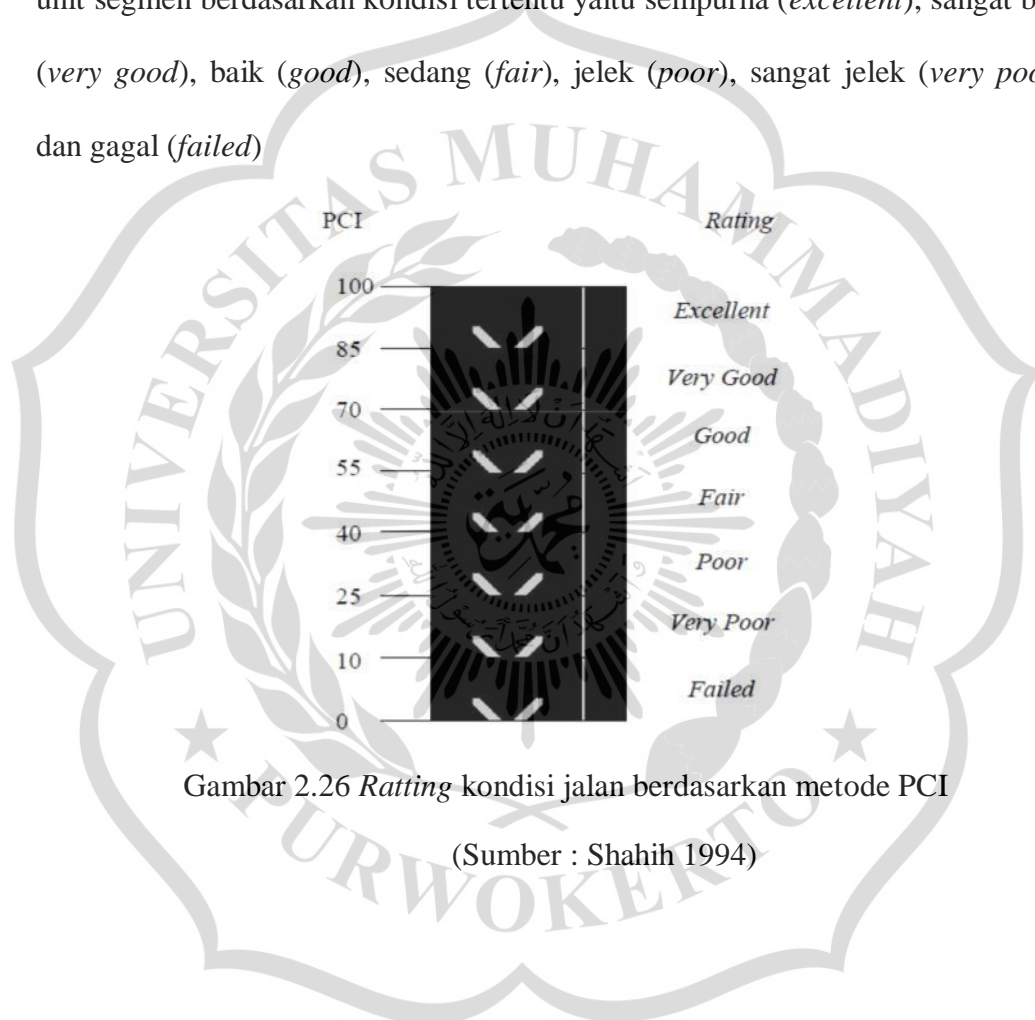 unit segmen berdasarkan kondisi tertentu yaitu sempurna (excellent), sangat b
(very good), baik (good), sedang (fair), jelek (poor), sangat jelek (very poo
dan gagal (failed)
PCI Rating
100
Excellent
85
Very Good
70
Good
55
Fair
40
Poor
25
Very Poor
10
Failed
0
Gambar 2.26 Ratting kondisi jalan berdasarkan metode PCI
(Sumber : Shahih 1994)
UNIVERSITAS MUHAMMADIYAH
PURWOKERTO